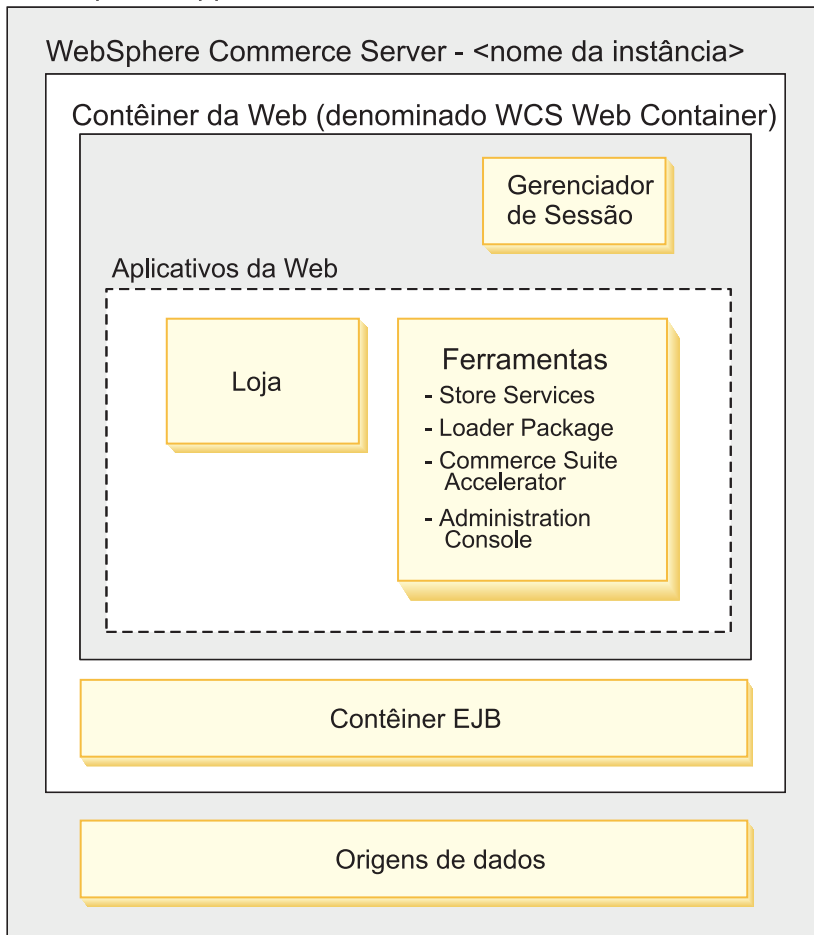 WebSphere Commerce Server - <nome da instância>
Contêiner da Web (denominado WCS Web Container)
Gerenciador
de Sessão
Aplicativos da Web
Loja
Ferramentas
- Store Services
- Loader Package
- Commerce Suite
Accelerator
- Administration
Console
Contêiner EJB
Origens de dados